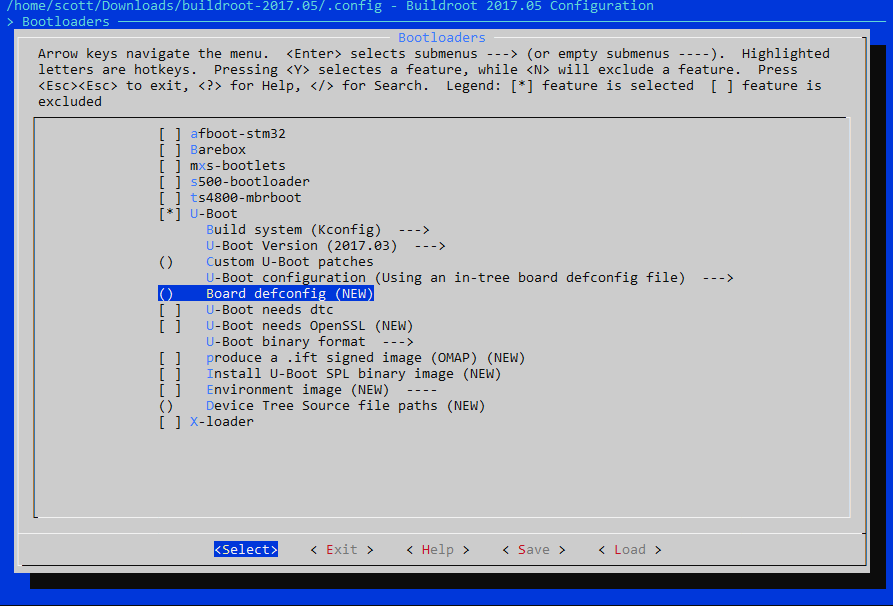 /home/scott/Downloads/buildroot-2017.05/.config - Buildroot 2017.05 Configuration
> Bootloaders
Bootloaders
Arrow keys navigate the menu.  <Enter> selects submenus ---> (or empty submenus ----).  Highlighted
letters are hotkeys.  Pressing <Y> selectes a feature, while <N> will exclude a feature.  Press
<Esc><Esc> to exit, <?> for Help, </> for Search.  Legend: [*] feature is selected  [ ] feature is
excluded
[ ] afboot-stm32
[ ] Barebox
[ ] mxs-bootlets
[ ] s500-bootloader
[ ] ts4800-mbrboot
[*] U-Boot
Build system (Kconfig)  --->
U-Boot Version (2017.03)  --->
()    Custom U-Boot patches
U-Boot configuration (Using an in-tree board defconfig file)  --->
()    Board defconfig (NEW)
[ ]   U-Boot needs dtc
[ ]   U-Boot needs OpenSSL (NEW)
U-Boot binary format  --->
[ ]   produce a .ift signed image (OMAP) (NEW)
[ ]   Install U-Boot SPL binary image (NEW)
[ ]   Environment image (NEW)  ----
()    Device Tree Source file paths (NEW)
[ ] X-loader
<Select>    < Exit >    < Help >    < Save >    < Load >